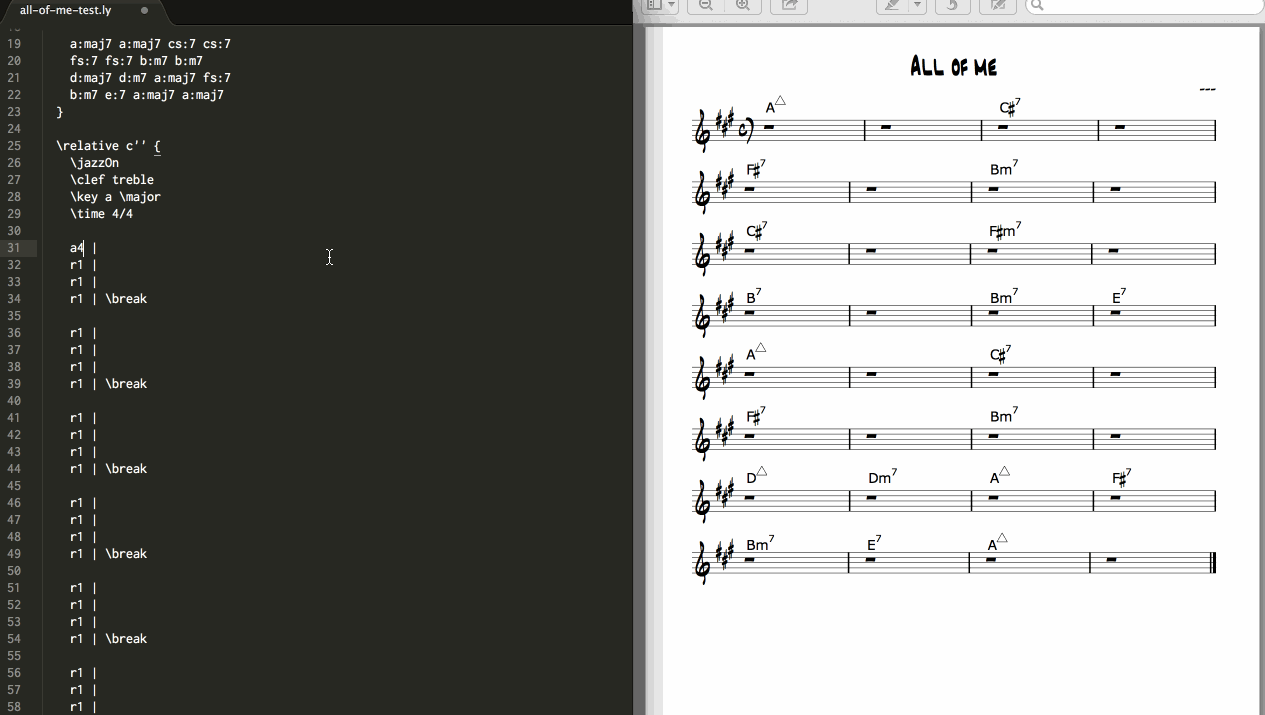 all-of-me-test.ly
19 a:maj7 a:maj7 cs:7 cs:7
20 fs:7 fs:7 b:m7 b:m7
21 d:maj7 d:m7 a:maj7 fs:7
22 b:m7 e:7 a:maj7 a:maj7
23 }
24
25 \relative c'' {
26 \jazzOn
27 \clef treble
28 \key a \major
29 \time 4/4
30
31 a4 |
32 r1 |
33 r1 |
34 r1 | \break
35
36 r1 |
37 r1 |
38 r1 |
39 r1 | \break
40
41 r1 |
42 r1 |
43 r1 |
44 r1 | \break
45
46 r1 |
47 r1 |
48 r1 |
49 r1 | \break
50
51 r1 |
52 r1 |
53 r1 |
54 r1 | \break
55
56 r1 |
57 r1 |
58 r1 |
ALL OF ME
---
A△ C♯7
F♯7 Bm7
C♯7 F♯m7
B7 Bm7 E7
A△ C♯7
F♯7 Bm7
D△ Dm7 A△ F♯7
Bm7 E7 A△